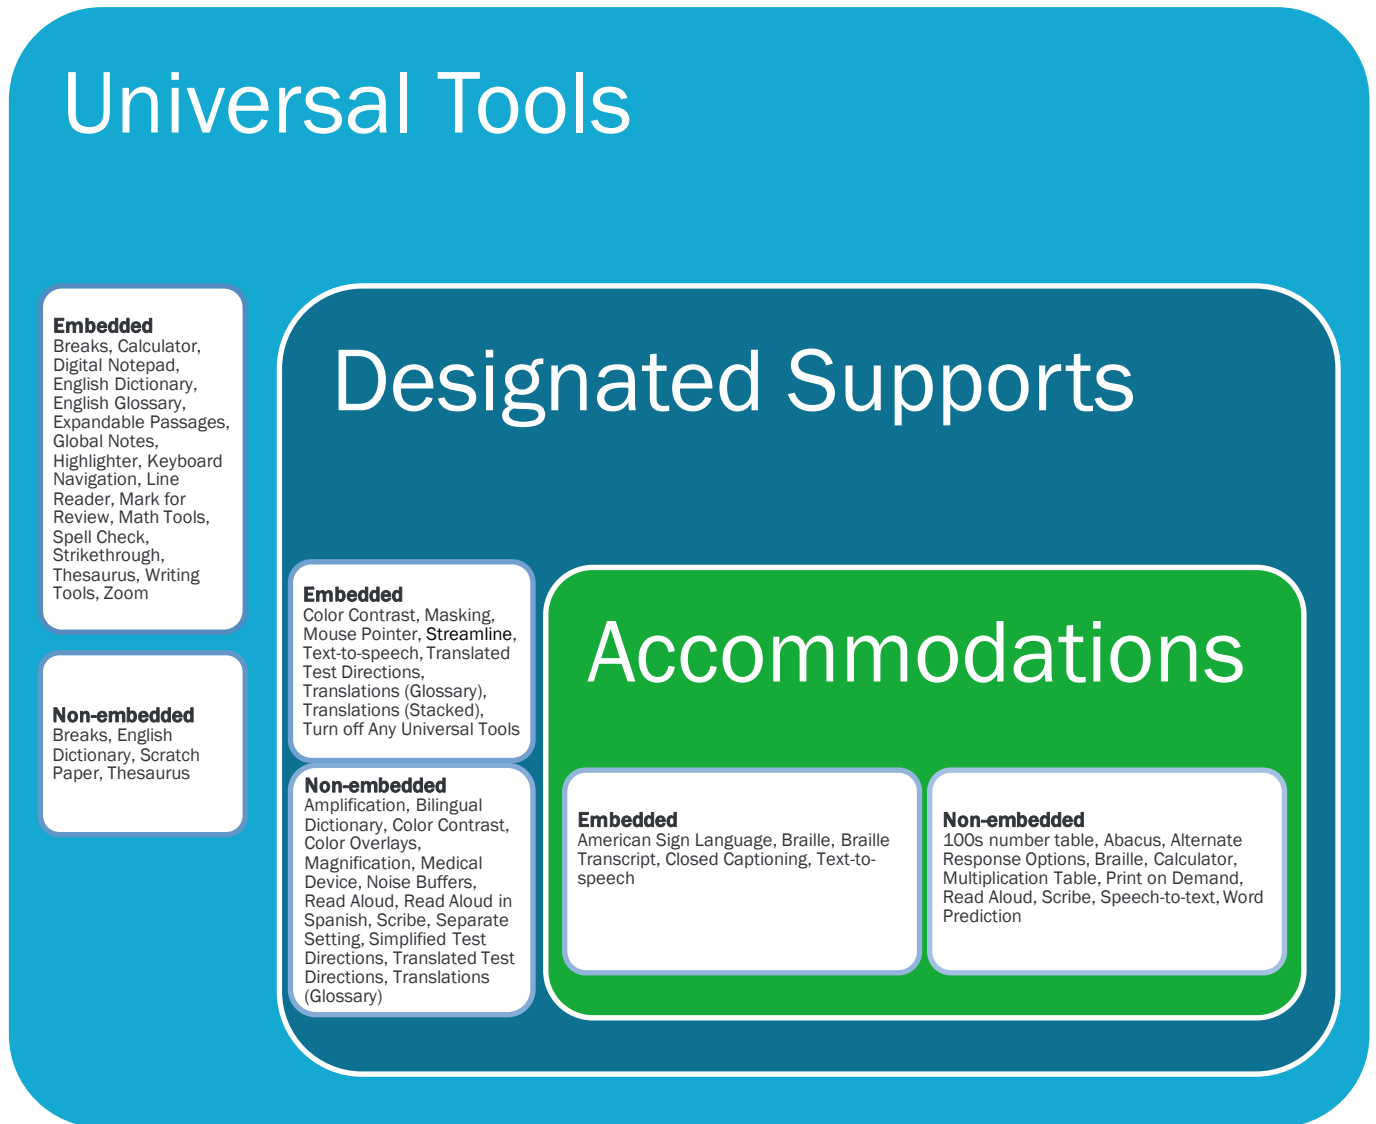 Universal Tools
Embedded
Breaks, Calculator,
Digital Notepad,
English Dictionary,
English Glossary,
Expandable Passages,
Global Notes,
Highlighter, Keyboard
Navigation, Line
Reader, Mark for
Review, Math Tools,
Spell Check,
Strikethrough,
Thesaurus, Writing
Tools, Zoom
Non-embedded
Breaks, English
Dictionary, Scratch
Paper, Thesaurus
Designated Supports
Embedded
Color Contrast, Masking,
Mouse Pointer, Streamline,
Text-to-speech, Translated
Test Directions,
Translations (Glossary),
Translations (Stacked),
Turn off Any Universal Tools
Non-embedded
Amplification, Bilingual
Dictionary, Color Contrast,
Color Overlays,
Magnification, Medical
Device, Noise Buffers,
Read Aloud, Read Aloud in
Spanish, Scribe, Separate
Setting, Simplified Test
Directions, Translated Test
Directions, Translations
(Glossary)
Accommodations
Embedded
American Sign Language, Braille, Braille
Transcript, Closed Captioning, Text-to-
speech
Non-embedded
100s number table, Abacus, Alternate
Response Options, Braille, Calculator,
Multiplication Table, Print on Demand,
Read Aloud, Scribe, Speech-to-text, Word
Prediction